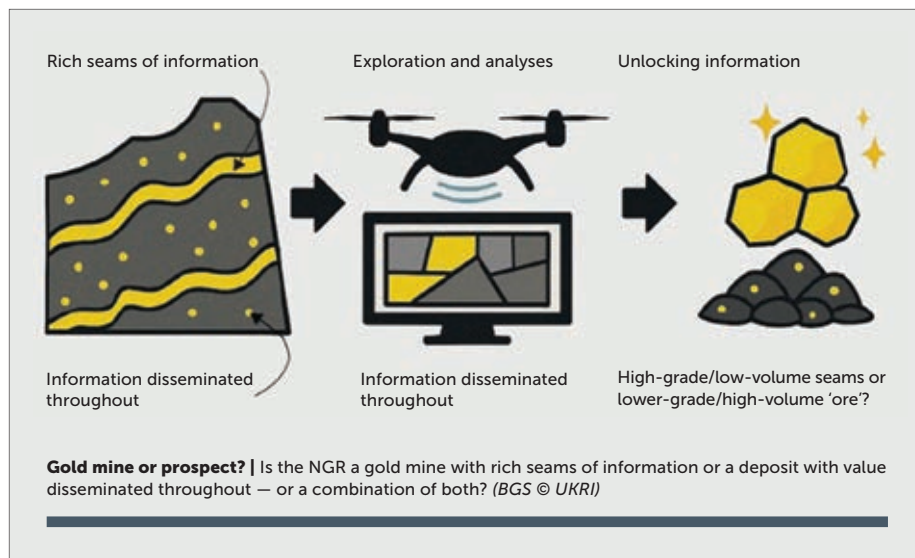 Rich seams of information
Exploration and analyses
Unlocking information
Information disseminated
throughout
Information disseminated
throughout
High-grade/low-volume seams or
lower-grade/high-volume ‘ore’?
Gold mine or prospect? | Is the NGR a gold mine with rich seams of information or a deposit with value
disseminated throughout — or a combination of both? (BGS © UKRI)